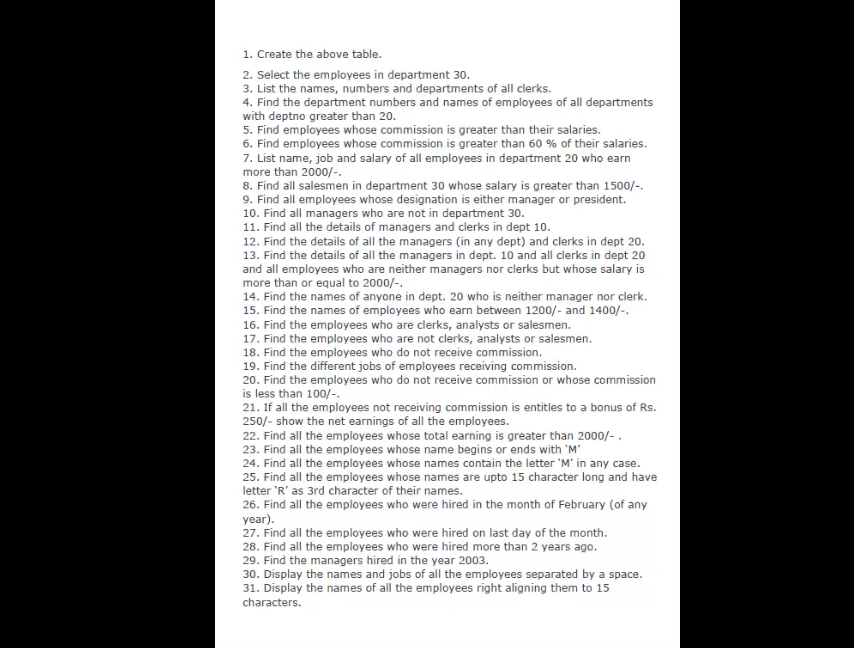 1. Create the above table.
2. Select the employees in department 30.
3. List the names, numbers and departments of all clerks.
4. Find the department numbers and names of employees of all departments
with deptno greater than 20.
5. Find employees whose commission is greater than their salaries.
6. Find employees whose commission is greater than 60 % of their salaries.
7. List name, job and salary of all employees in department 20 who earn
more than 2000/-.
8. Find all salesmen in department 30 whose salary is greater than 1500/-.
9. Find all employees whose designation is either manager or president.
10. Find all managers who are not in department 30.
11. Find all the details of managers and clerks in dept 10.
12. Find the details of all the managers (in any dept) and clerks in dept 20.
13. Find the details of all the managers in dept. 10 and all clerks in dept 20
and all employees who are neither managers nor clerks but whose salary is
more than or equal to 2000/-.
14. Find the names of anyone in dept. 20 who is neither manager nor clerk.
15. Find the names of employees who earn between 1200/- and 1400/-.
16. Find the employees who are clerks, analysts or salesmen.
17. Find the employees who are not clerks, analysts or salesmen.
18. Find the employees who do not receive commission.
19. Find the different jobs of employees receiving commission.
20. Find the employees who do not receive commission or whose commission
is less than 100/-.
21. If all the employees not receiving commission is entitles to a bonus of Rs.
250/- show the net earnings of all the employees.
22. Find all the employees whose total earning is greater than 2000/- .
23. Find all the employees whose name begins or ends with ‘M’
24. Find all the employees whose names contain the letter ‘M’ in any case.
25. Find all the employees whose names are upto 15 character long and have
letter ‘R’ as 3rd character of their names.
26. Find all the employees who were hired in the month of February (of any
year).
27. Find all the employees who were hired on last day of the month.
28. Find all the employees who were hired more than 2 years ago.
29. Find the managers hired in the year 2003.
30. Display the names and jobs of all the employees separated by a space.
31. Display the names of all the employees right aligning them to 15
characters.